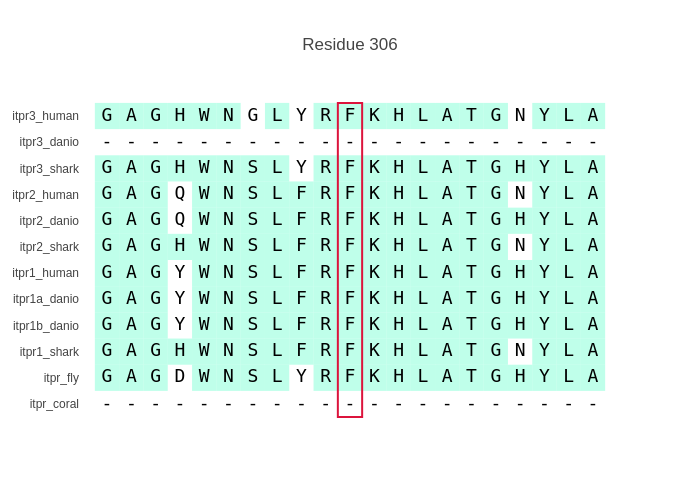 Residue 306
itpr3_human G A G H W N G L Y R F K H L A T G N Y L A
itpr3_danio - - - - - - - - - - - - - - - - - - - - -
itpr3_shark G A G H W N S L Y R F K H L A T G H Y L A
itpr2_human G A G Q W N S L F R F K H L A T G N Y L A
itpr2_danio G A G Q W N S L F R F K H L A T G H Y L A
itpr2_shark G A G H W N S L F R F K H L A T G N Y L A
itpr1_human G A G Y W N S L F R F K H L A T G H Y L A
itpr1a_danio G A G Y W N S L F R F K H L A T G H Y L A
itpr1b_danio G A G Y W N S L F R F K H L A T G H Y L A
itpr1_shark G A G H W N S L F R F K H L A T G N Y L A
itpr_fly G A G D W N S L Y R F K H L A T G H Y L A
itpr_coral - - - - - - - - - - - - - - - - - - - - -